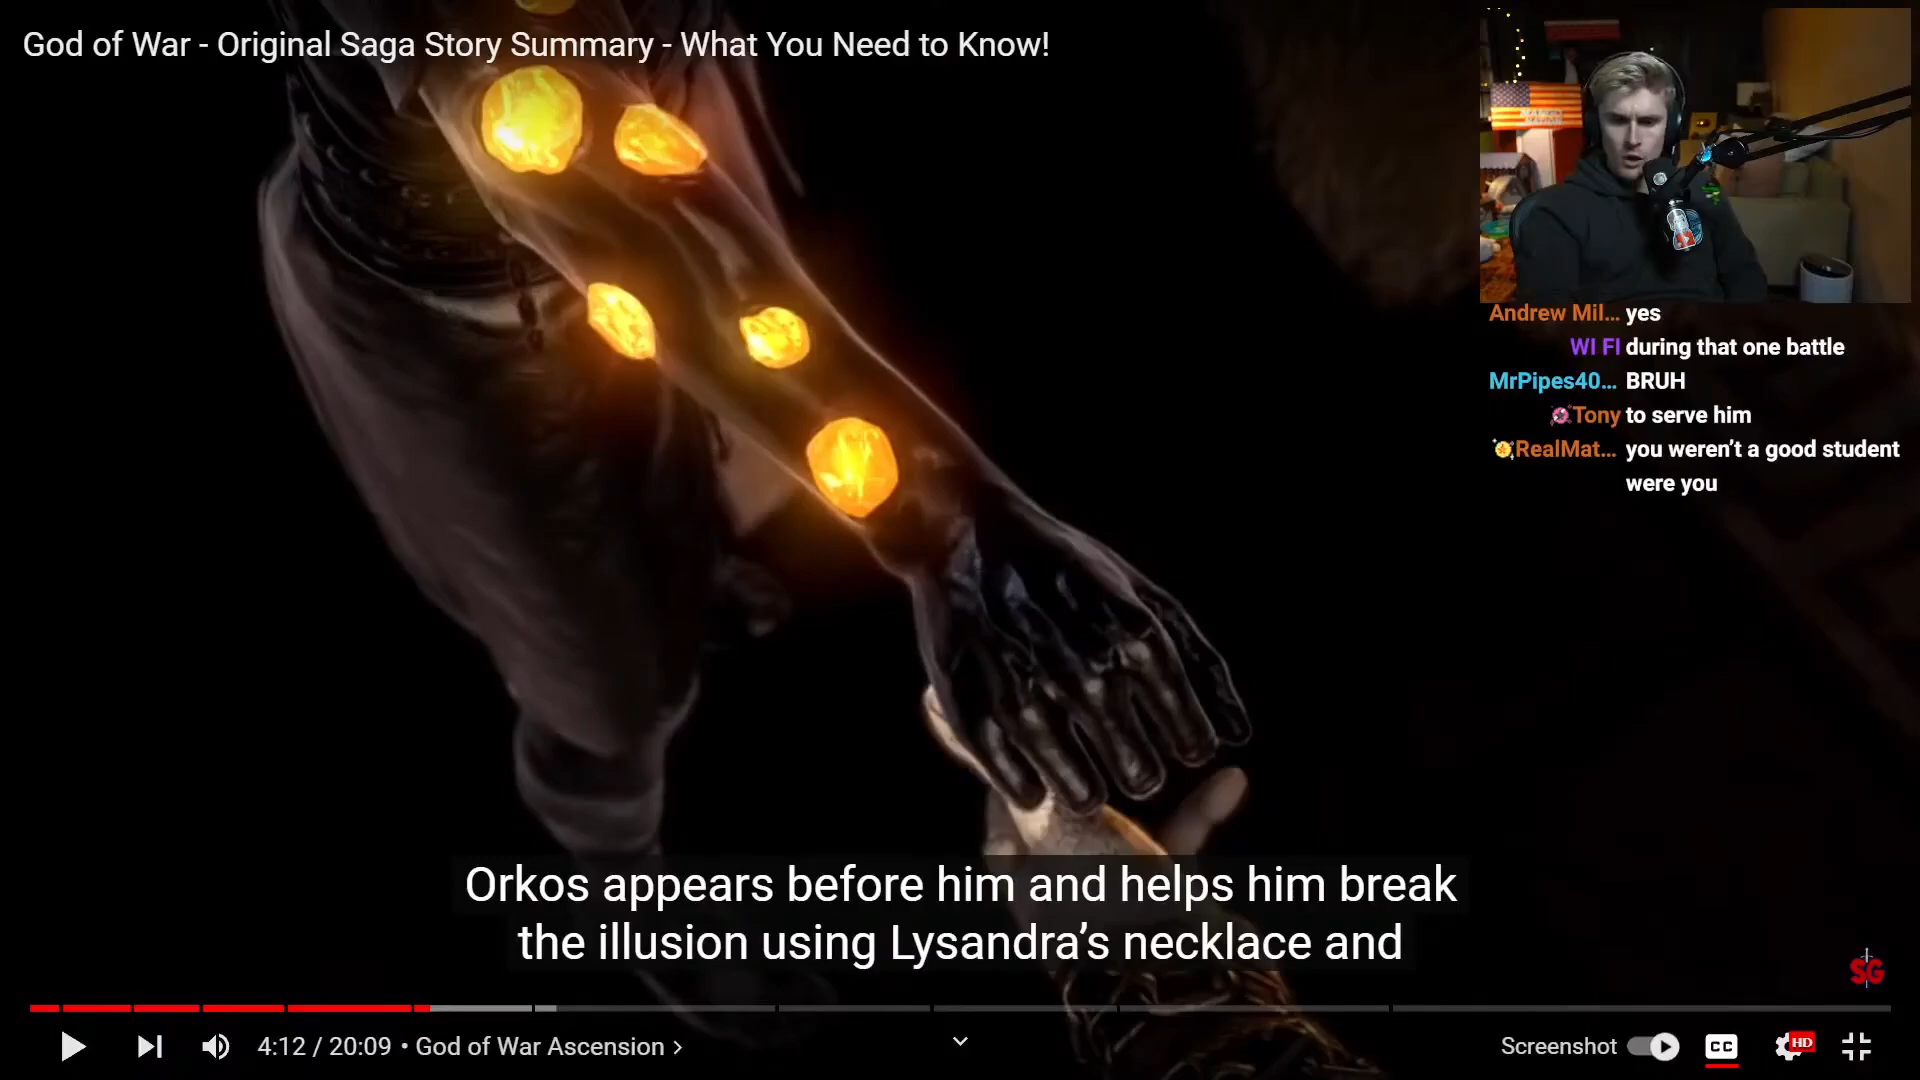 God of War - Original Saga Story Summary - What You Need to Know!
Andrew Mil... yes
WI FI during that one battle
MrPipes40... BRUH
Tony to serve him
RealMat... you weren’t a good student
were you
Orkos appears before him and helps him break
the illusion using Lysandra’s necklace and
SG
4:12 / 20:09 • God of War Ascension >
Screenshot
CC
HD